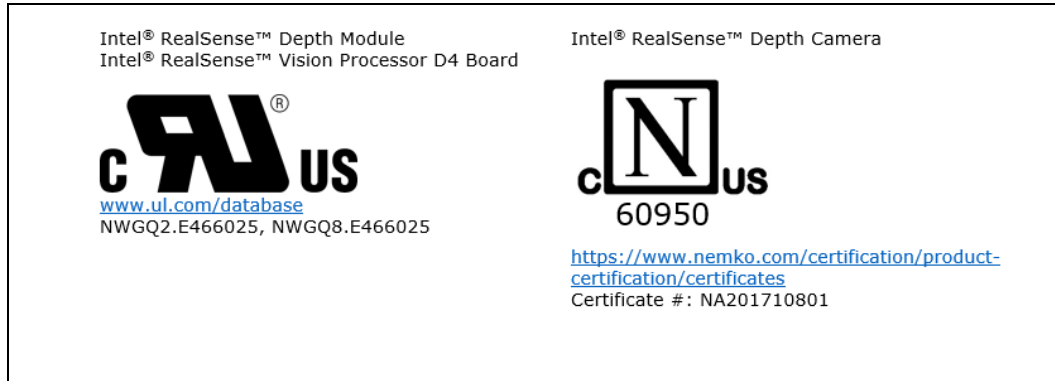 Intel® RealSense™ Depth Module
Intel® RealSense™ Vision Processor D4 Board
c RU ® US
www.ul.com/database
NWGQ2.E466025, NWGQ8.E466025
Intel® RealSense™ Depth Camera
c N US
60950
https://www.nemko.com/certification/product-
certification/certificates
Certificate #: NA201710801